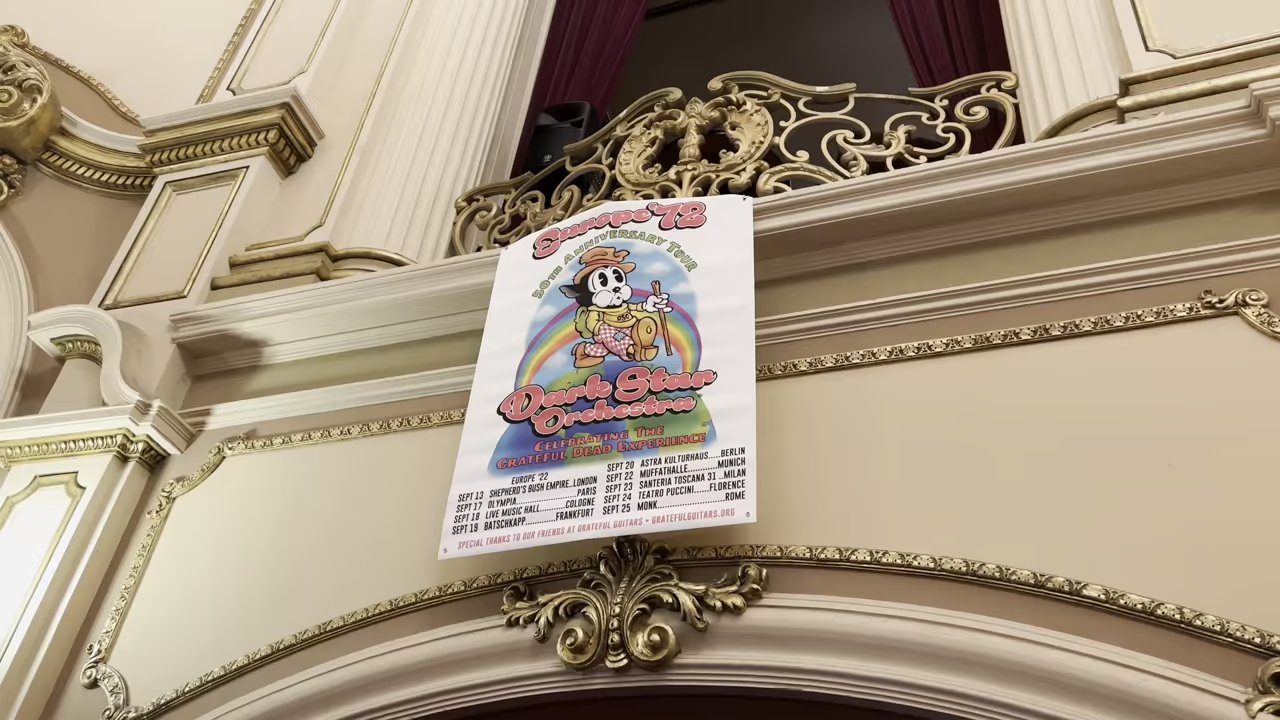 Europe '72
50th Anniversary Tour
DSO
Dark Star
Orchestra
Celebrating The
Grateful Dead Experience
EUROPE '22
SEPT 13 SHEPHERD'S BUSH EMPIRE..LONDON
SEPT 17 OLYMPIA....................PARIS
SEPT 18 LIVE MUSIC HALL..........COLOGNE
SEPT 19 BATSCHKAPP............FRANKFURT
SEPT 20 ASTRA KULTURHAUS.....BERLIN
SEPT 22 MUFFATHALLE............MUNICH
SEPT 23 SANTERIA TOSCANA 31 ..MILAN
SEPT 24 TEATRO PUCCINI......FLORENCE
SEPT 25 MONK....................ROME
SPECIAL THANKS TO OUR FRIENDS AT GRATEFUL GUITARS • GRATEFULGUITARS.ORG